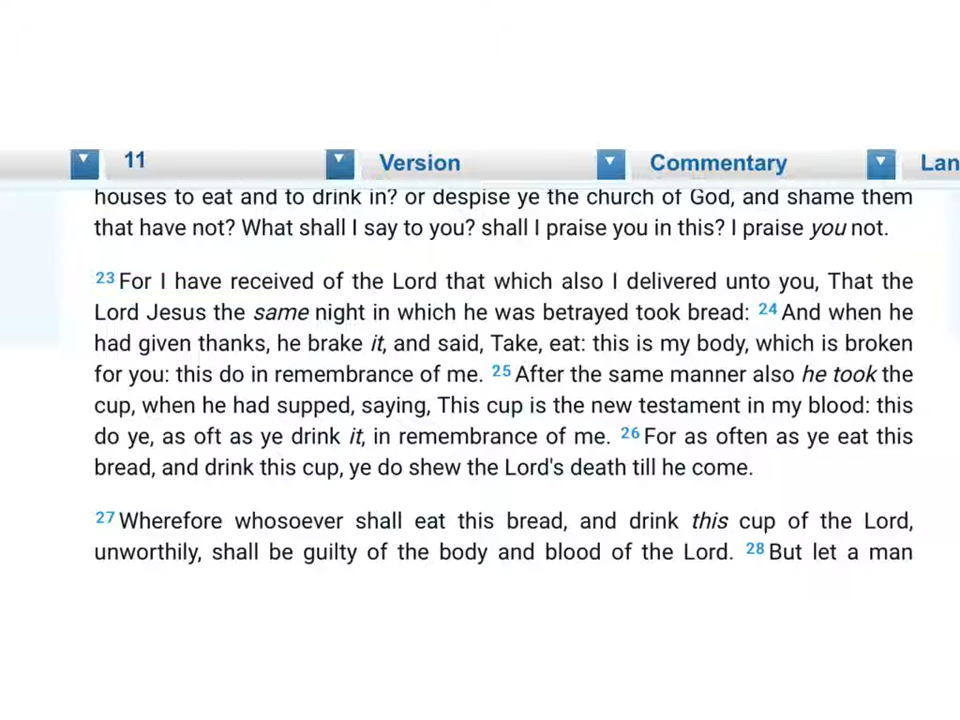 11 Version Commentary Lan
houses to eat and to drink in? or despise ye the church of God, and shame them
that have not? What shall I say to you? shall I praise you in this? I praise you not.
23 For I have received of the Lord that which also I delivered unto you, That the
Lord Jesus the same night in which he was betrayed took bread: 24 And when he
had given thanks, he brake it, and said, Take, eat: this is my body, which is broken
for you: this do in remembrance of me. 25 After the same manner also he took the
cup, when he had supped, saying, This cup is the new testament in my blood: this
do ye, as oft as ye drink it, in remembrance of me. 26 For as often as ye eat this
bread, and drink this cup, ye do shew the Lord's death till he come.
27 Wherefore whosoever shall eat this bread, and drink this cup of the Lord,
unworthily, shall be guilty of the body and blood of the Lord. 28 But let a man